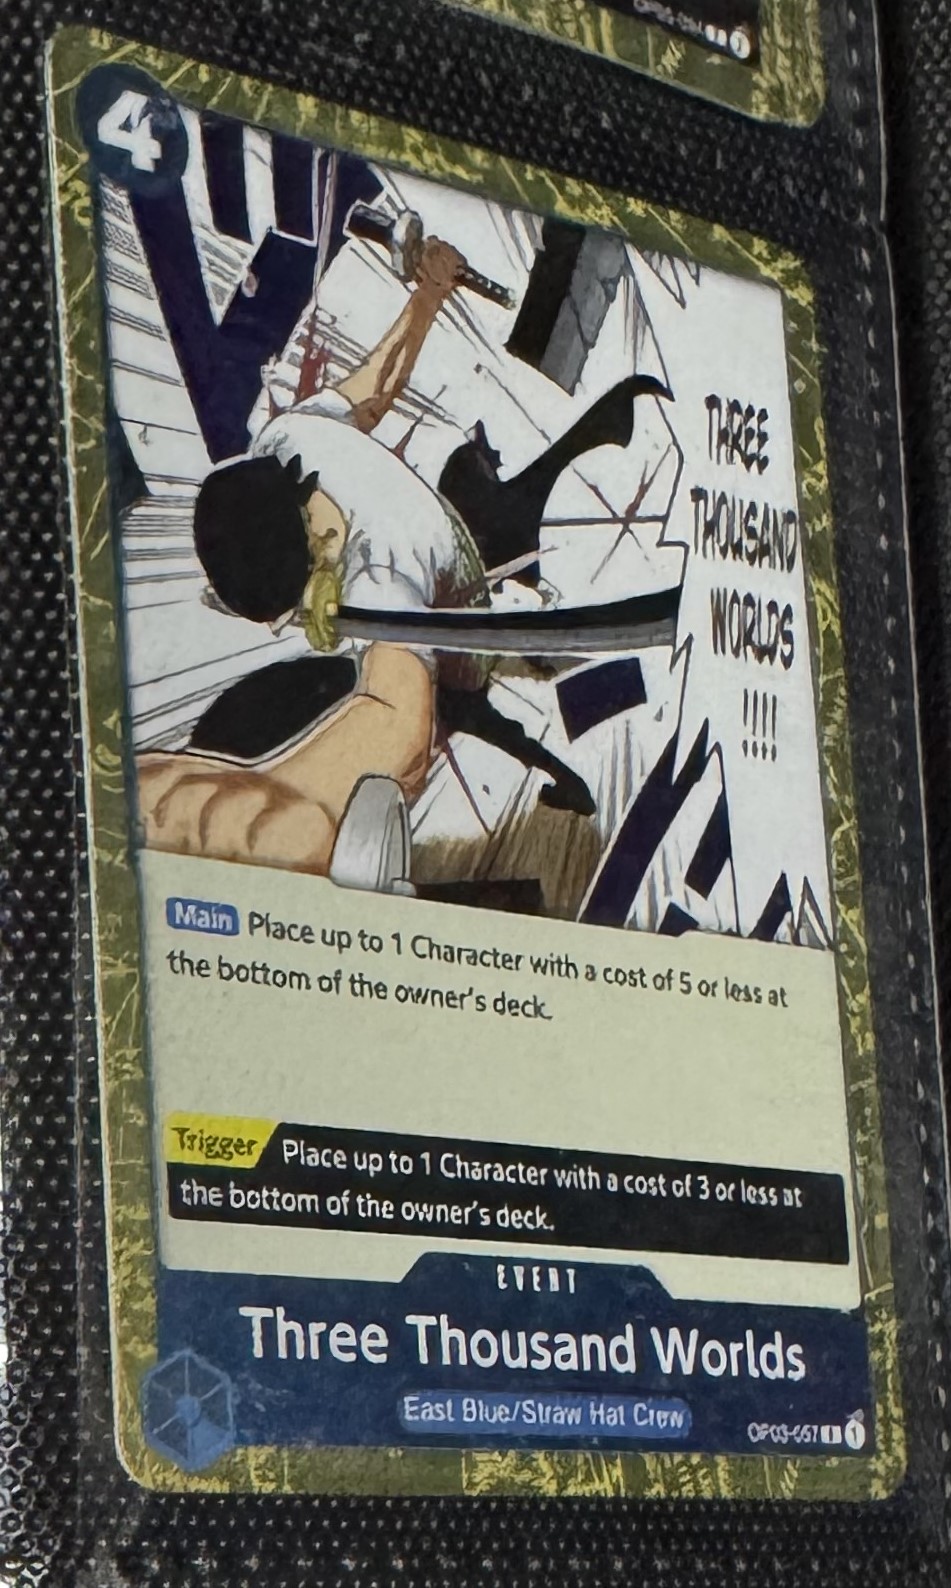 4
THREE
THOUSAND
WORLDS
!!!!
Main Place up to 1 Character with a cost of 5 or less at
the bottom of the owner's deck.
Trigger Place up to 1 Character with a cost of 3 or less at
the bottom of the owner's deck.
EVENT
Three Thousand Worlds
East Blue/Straw Hat Crew
1